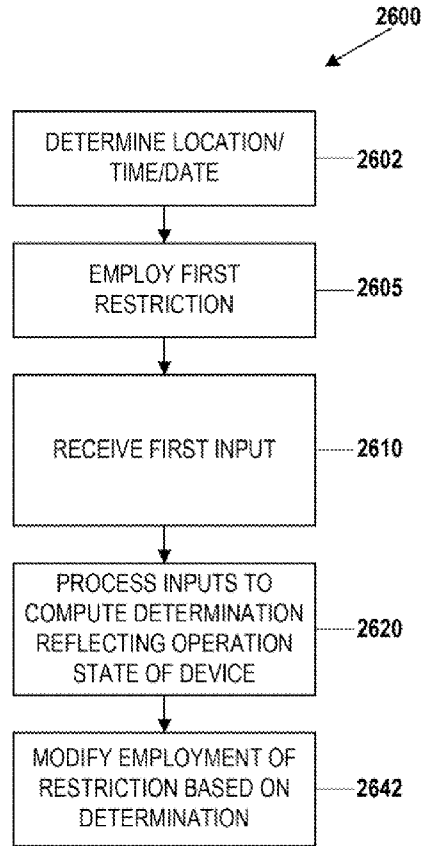 2600
DETERMINE LOCATION/
TIME/DATE
2602
EMPLOY FIRST
RESTRICTION
2605
RECEIVE FIRST INPUT
2610
PROCESS INPUTS TO
COMPUTE DETERMINATION
REFLECTING OPERATION
STATE OF DEVICE
2620
MODIFY EMPLOYMENT OF
RESTRICTION BASED ON
DETERMINATION
2642